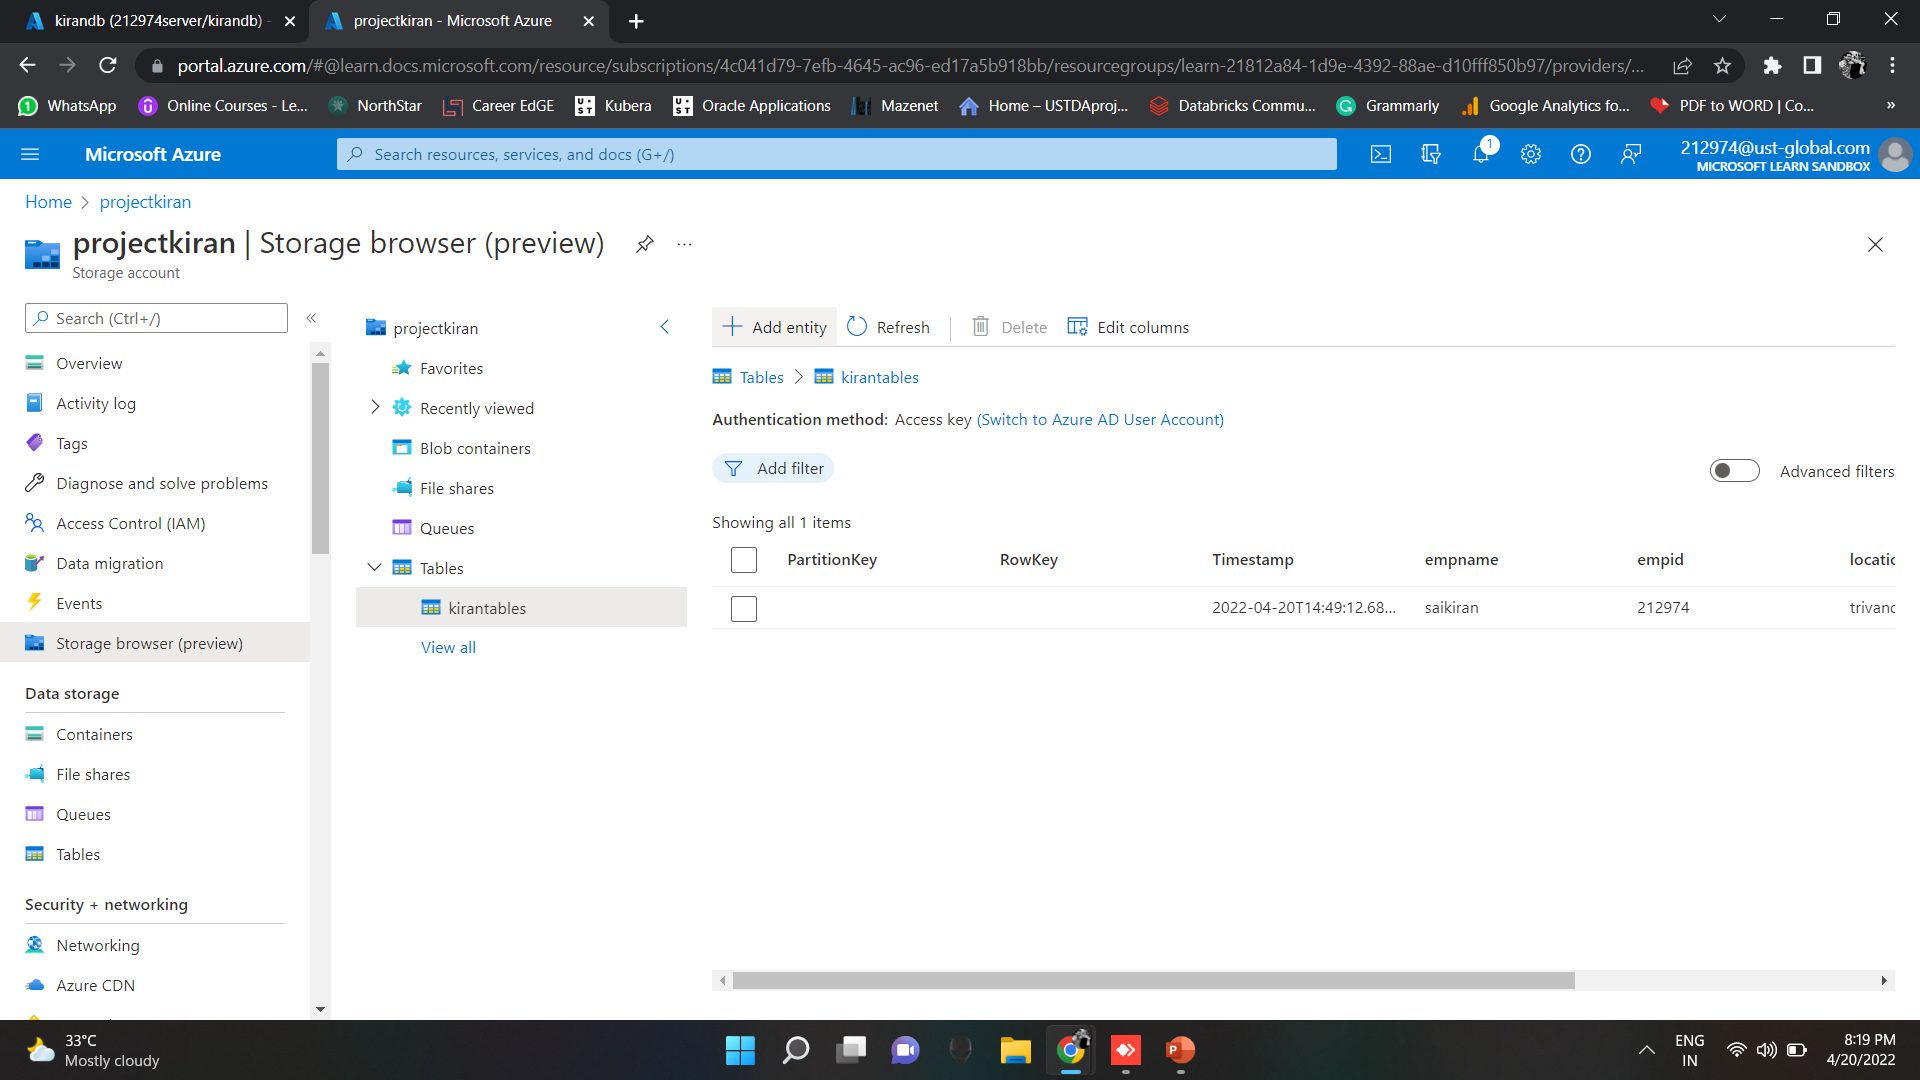 kirandb (212974server/kirandb) -
projectkiran - Microsoft Azure
portal.azure.com/#@learn.docs.microsoft.com/resource/subscriptions/4c041d79-7efb-4645-ac96-ed17a5b918bb/resourcegroups/learn-21812a84-1d9e-4392-88ae-d10fff850b97/providers/...
WhatsApp
Online Courses - Le...
NorthStar
Career EdGE
Kubera
Oracle Applications
Mazenet
Home – USTDAproj...
Databricks Commu...
Grammarly
Google Analytics fo...
PDF to WORD | Co...
»
Microsoft Azure
Search resources, services, and docs (G+/)
1
212974@ust-global.com
MICROSOFT LEARN SANDBOX
Home > projectkiran
projectkiran | Storage browser (preview)
...
Storage account
Search (Ctrl+/)
«
Overview
Activity log
Tags
Diagnose and solve problems
Access Control (IAM)
Data migration
Events
Storage browser (preview)
Data storage
Containers
File shares
Queues
Tables
Security + networking
Networking
Azure CDN
projectkiran
Favorites
Recently viewed
Blob containers
File shares
Queues
Tables
kirantables
View all
Add entity
Refresh
Delete
Edit columns
Tables > kirantables
Authentication method: Access key (Switch to Azure AD User Account)
Add filter
Advanced filters
Showing all 1 items
PartitionKey RowKey Timestamp empname empid locatic
2022-04-20T14:49:12.68... saikiran 212974 trivanc
33°C
Mostly cloudy
ENG
IN
8:19 PM
4/20/2022